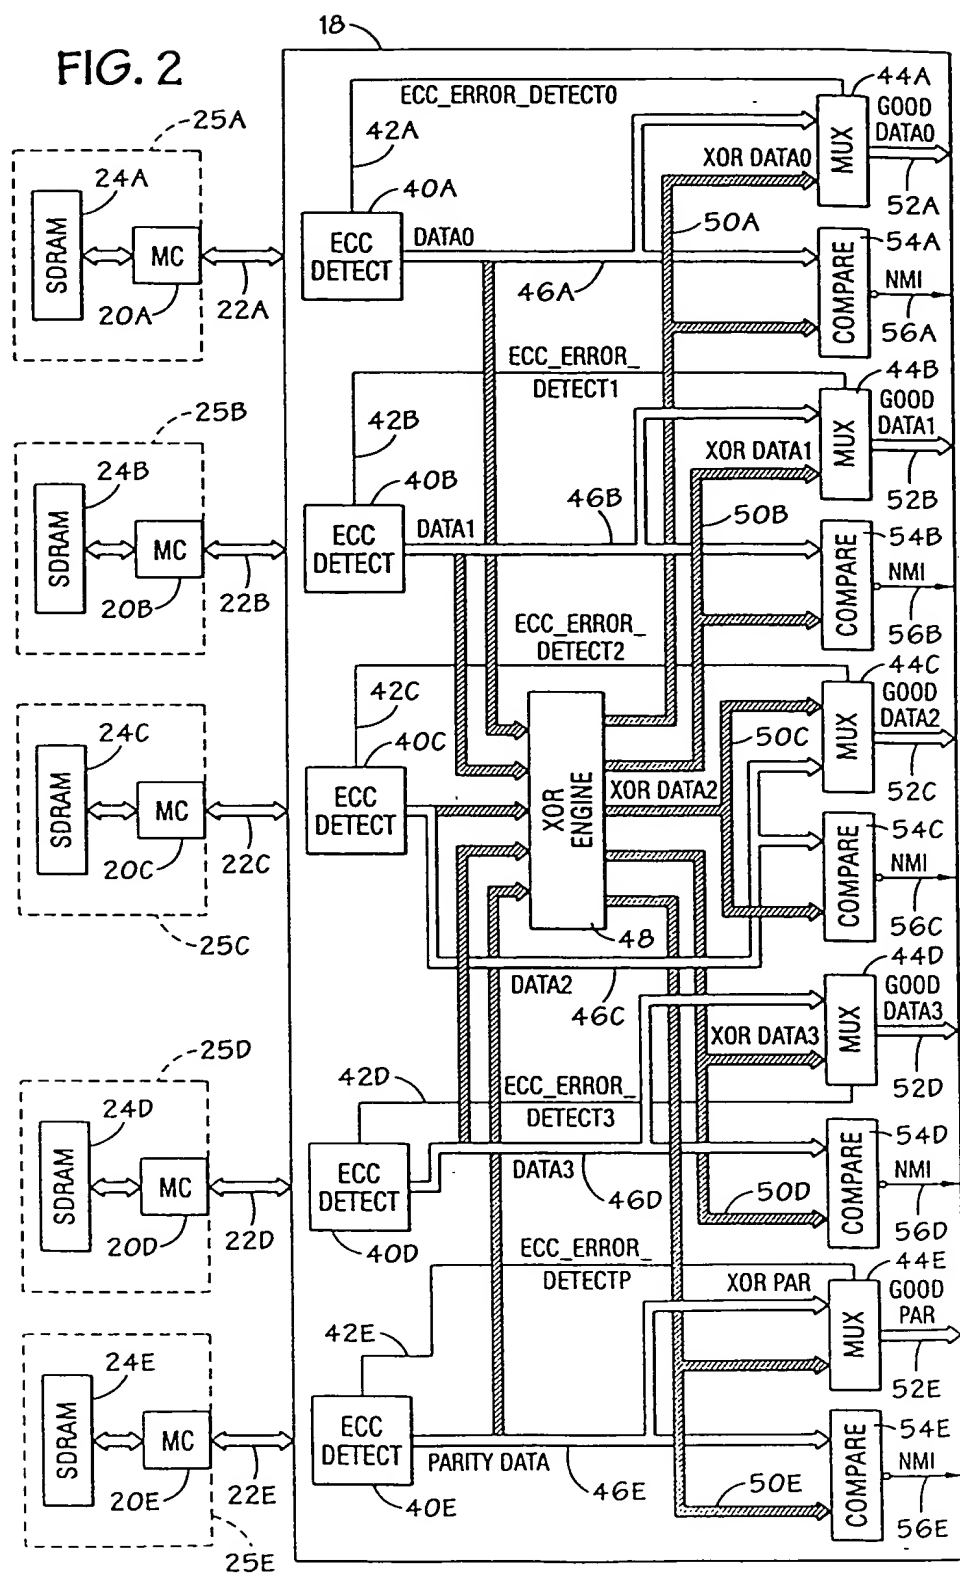 FIG. 2
18
ECC_ERROR_DETECT0
44A
GOOD
DATA0
25A
42A
XOR DATA0
MUX
24A
40A
50A
52A
SDRAM
MC
ECC
DETECT
DATA0
54A
20A
22A
46A
COMPARE
NMI
56A
ECC_ERROR_
DETECT1
44B
GOOD
DATA1
25B
42B
XOR DATA1
MUX
24B
40B
46B
50B
52B
SDRAM
MC
ECC
DETECT
DATA1
54B
20B
22B
COMPARE
NMI
56B
ECC_ERROR_
DETECT2
44C
GOOD
DATA2
42C
24C
40C
50C
MUX
SDRAM
MC
ECC
DETECT
XOR
ENGINE
XOR DATA2
52C
54C
20C
22C
COMPARE
NMI
56C
25C
48
DATA2
46C
44D
GOOD
DATA3
25D
42D
ECC_ERROR_
DETECT3
XOR DATA3
MUX
52D
24D
SDRAM
MC
ECC
DETECT
DATA3
46D
54D
COMPARE
NMI
20D
22D
40D
50D
56D
ECC_ERROR_
DETECTP
44E
XOR PAR
GOOD
PAR
25E
42E
MUX
24E
52E
SDRAM
MC
ECC
DETECT
PARITY DATA
46E
54E
COMPARE
NMI
20E
22E
40E
50E
56E